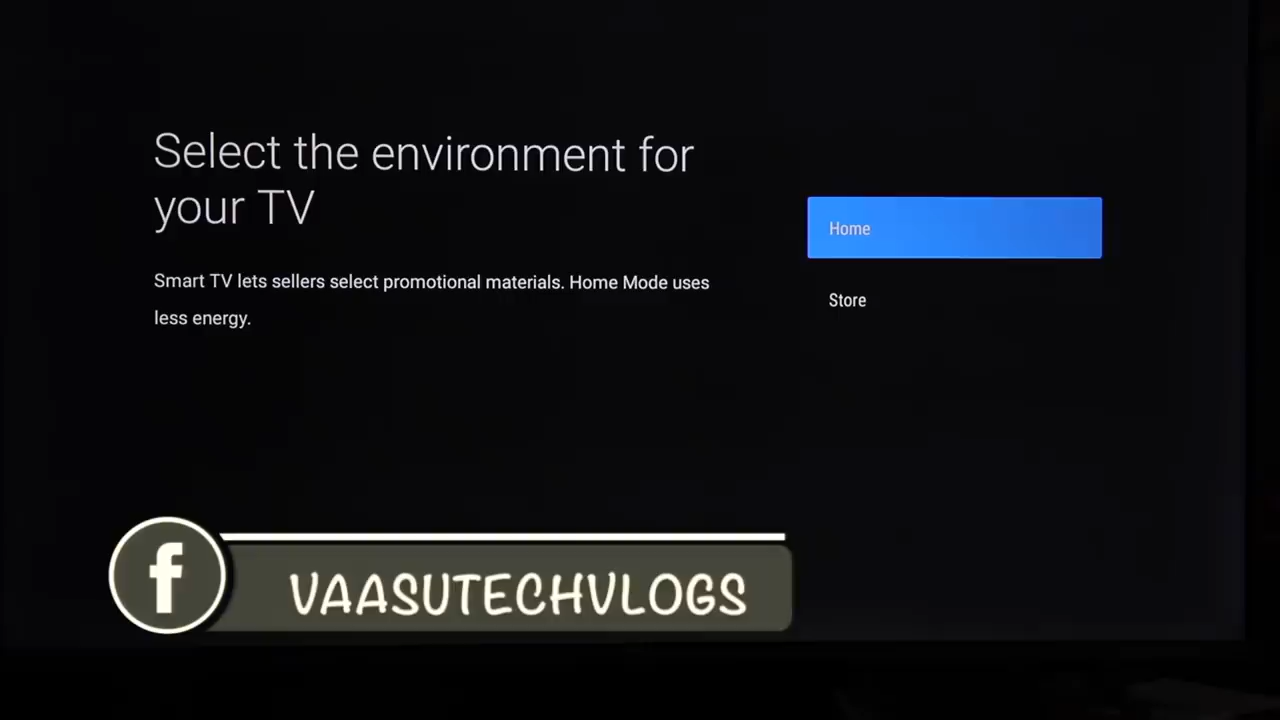 Select the environment for
your TV
Smart TV lets sellers select promotional materials. Home Mode uses
less energy.
Home
Store
f
VAASUTECHVLOGS